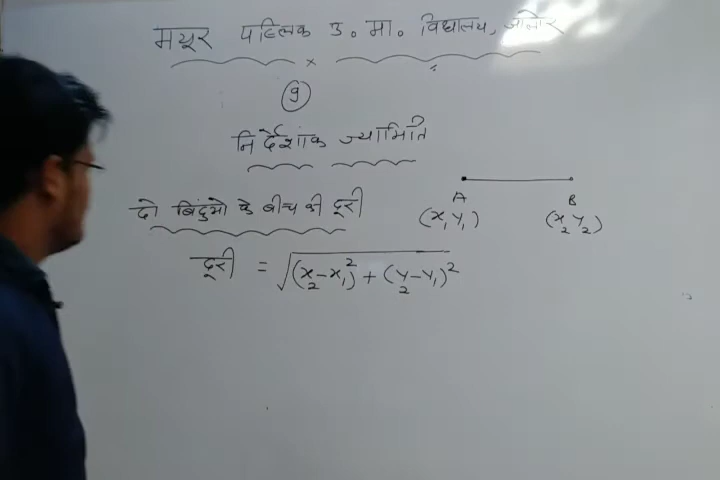 मयूर पब्लिक उ. मा. विद्यालय, जालोर
9
निर्देशांक ज्यामिति
A B
(x₁ y₁) (x₂ y₂)
दो बिंदुओ के बीच की दूरी
दूरी = √(x₂-x₁)² + (y₂-y₁)²